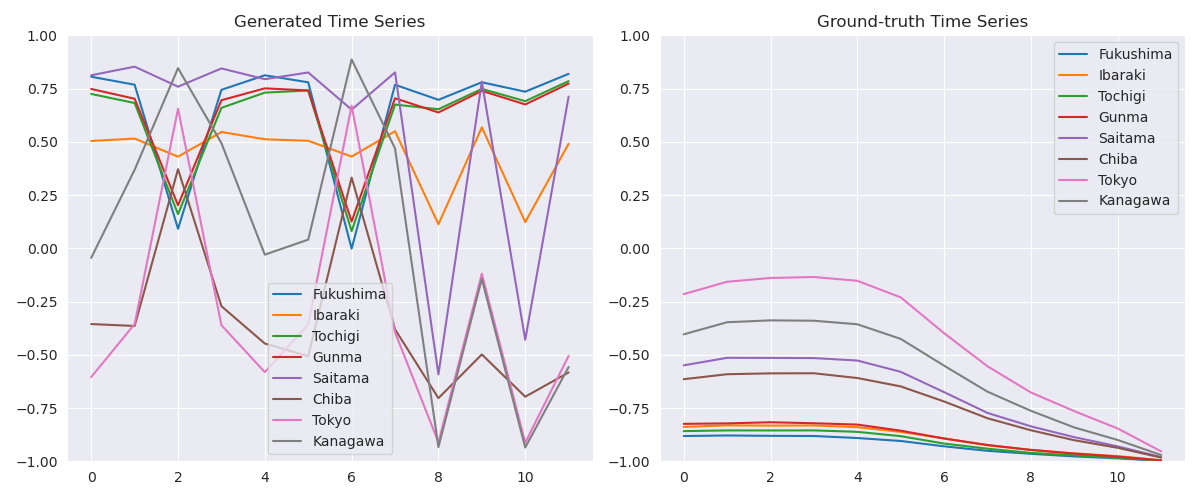 Generated Time Series
1.00
0.75
0.50
0.25
0.00
−0.25
−0.50
−0.75
−1.00
0 2 4 6 8 10
Fukushima
Ibaraki
Tochigi
Gunma
Saitama
Chiba
Tokyo
Kanagawa
Ground-truth Time Series
1.00
0.75
0.50
0.25
0.00
−0.25
−0.50
−0.75
−1.00
0 2 4 6 8 10
Fukushima
Ibaraki
Tochigi
Gunma
Saitama
Chiba
Tokyo
Kanagawa